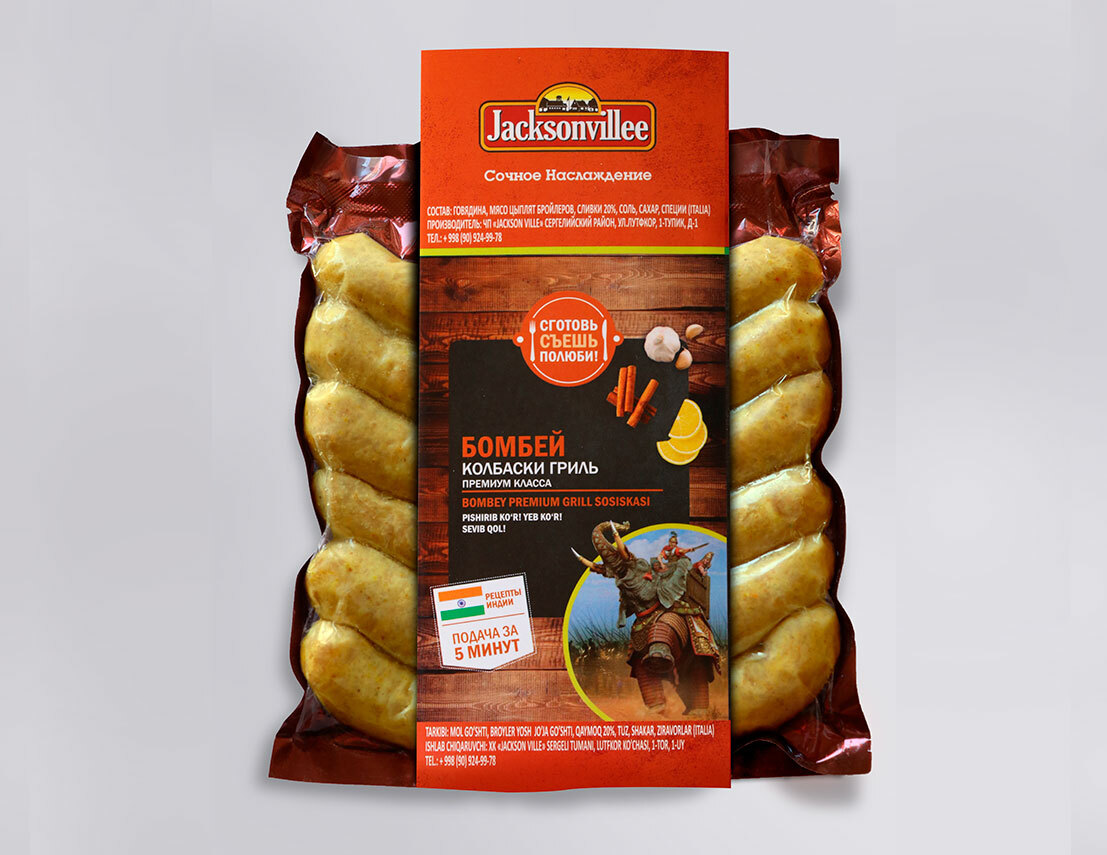 Jacksonvillee
Сочное Наслаждение
СОСТАВ: ГОВЯДИНА, МЯСО ЦЫПЛЯТ БРОЙЛЕРОВ, СЛИВКИ 20%, СОЛЬ, САХАР, СПЕЦИИ (ITALIA)
ПРОИЗВОДИТЕЛЬ: ЧП «JACKSON VILLE» СЕРГЕЛИЙСКИЙ РАЙОН, УЛ.ЛУТФКОР, 1-ТУПИК, Д-1
ТЕЛ.: + 998 (90) 924-99-78
СГОТОВЬ
СЪЕШЬ
ПОЛЮБИ!
БОМБЕЙ
КОЛБАСКИ ГРИЛЬ
ПРЕМИУМ КЛАССА
BOMBEY PREMIUM GRILL SOSISKASI
PISHIRIB KO'R! YEB KO'R!
SEVIB QOL!
РЕЦЕПТЫ
ИНДИИ
ПОДАЧА ЗА
5 МИНУТ
TARKIBI: MOL GO'SHTI, BROYLER YOSH JO'JA GO'SHTI, QAYMOQ 20%, TUZ, SHAKAR, ZIRAVORLAR (ITALIA)
ISHLAB CHIQARUVCHI: XK «JACKSON VILLE» SERGELI TUMANI, LUTFKOR KO'CHASI, 1-TOR, 1-UY
TEL.: + 998 (90) 924-99-78